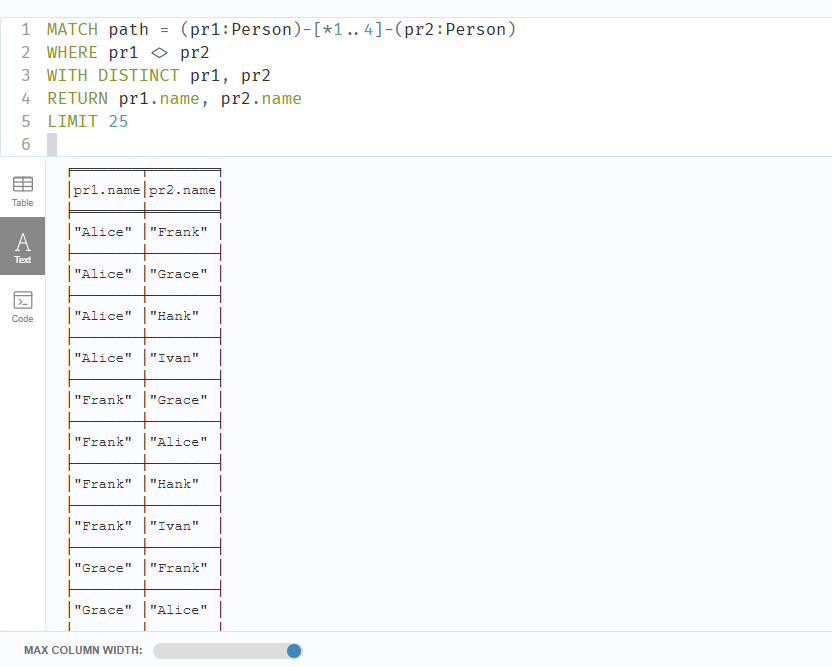 1 MATCH path = (pr1:Person)-[*1..4]-(pr2:Person)
2 WHERE pr1 <> pr2
3 WITH DISTINCT pr1, pr2
4 RETURN pr1.name, pr2.name
5 LIMIT 25
6
Table
Text
Code
pr1.name pr2.name
"Alice" "Frank"
"Alice" "Grace"
"Alice" "Hank"
"Alice" "Ivan"
"Frank" "Grace"
"Frank" "Alice"
"Frank" "Hank"
"Frank" "Ivan"
"Grace" "Frank"
"Grace" "Alice"
MAX COLUMN WIDTH: